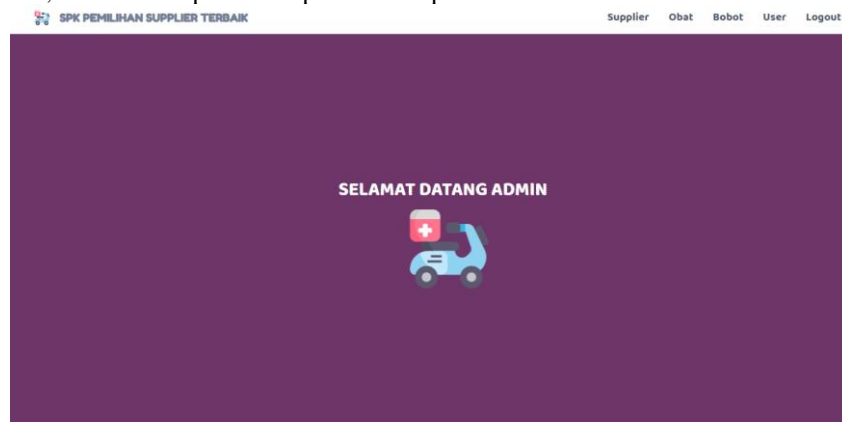 SPK PEMILIHAN SUPPLIER TERBAIK
Supplier Obat Bobot User Logout
SELAMAT DATANG ADMIN